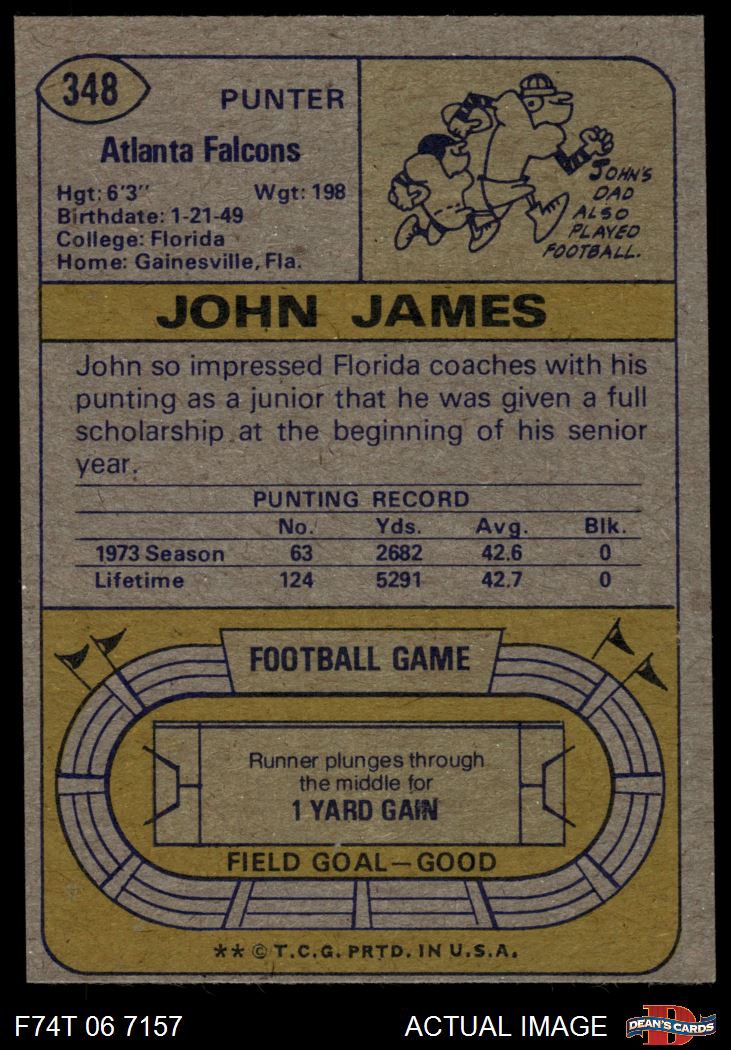 348
PUNTER
Atlanta Falcons
Hgt: 6'3" Wgt: 198
Birthdate: 1-21-49
College: Florida
Home: Gainesville, Fla.
JOHN'S
DAD
ALSO
PLAYED
FOOTBALL.
JOHN JAMES
John so impressed Florida coaches with his
punting as a junior that he was given a full
scholarship at the beginning of his senior
year.
PUNTING RECORD
No. Yds. Avg. Blk.
1973 Season 63 2682 42.6 0
Lifetime 124 5291 42.7 0
FOOTBALL GAME
Runner plunges through
the middle for
1 YARD GAIN
FIELD GOAL—GOOD
** © T.C.G. PRTD. IN U.S.A.
F74T 06 7157 ACTUAL IMAGE D DEAN'S CARDS